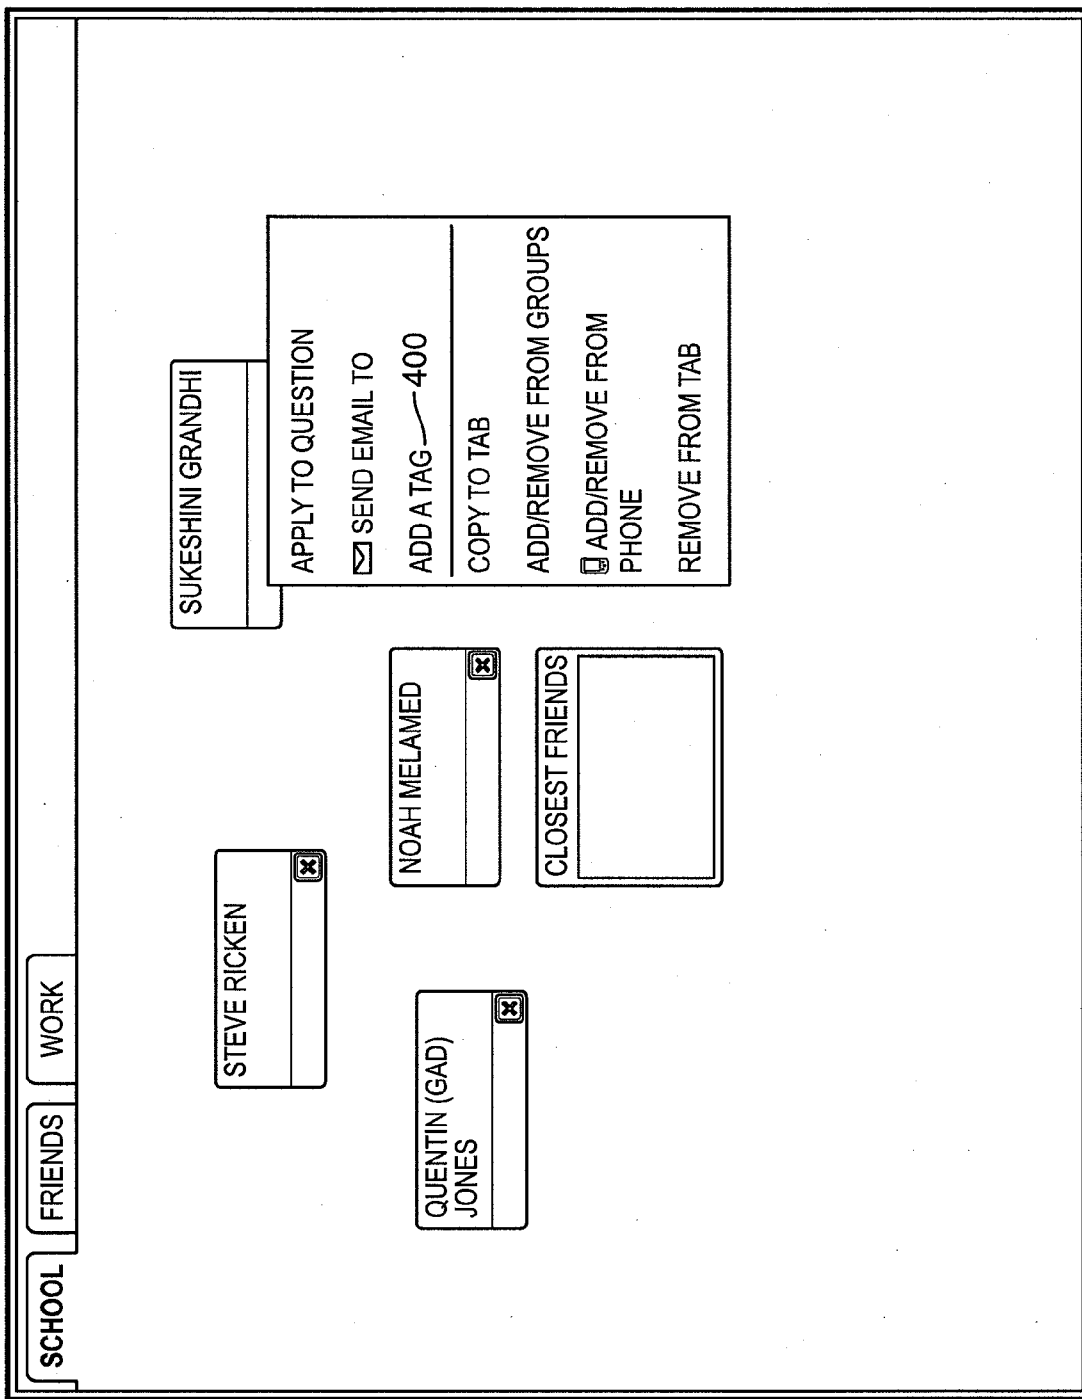 SCHOOL
FRIENDS
WORK
SUKESHINI GRANDHI
STEVE RICKEN
APPLY TO QUESTION
SEND EMAIL TO
ADD A TAG 400
COPY TO TAB
ADD/REMOVE FROM GROUPS
ADD/REMOVE FROM
PHONE
REMOVE FROM TAB
NOAH MELAMED
QUENTIN (GAD)
JONES
CLOSEST FRIENDS